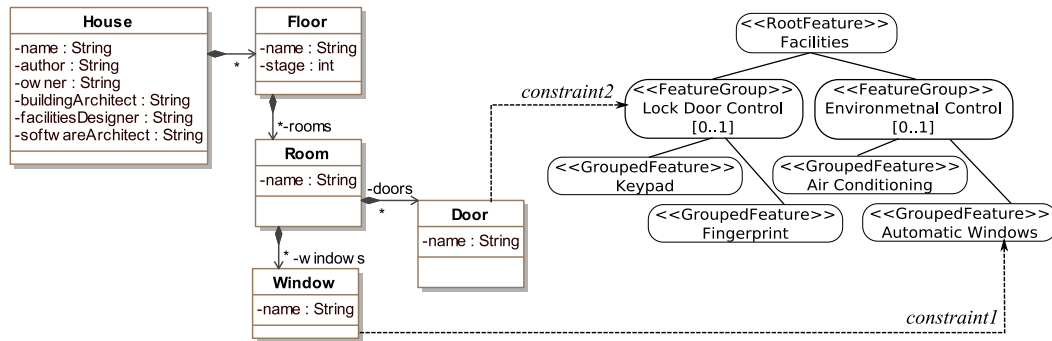 House
-name : String
-author : String
-owner : String
-buildingArchitect : String
-facilitiesDesigner : String
-softwareArchitect : String
*
Floor
-name : String
-stage : int
*-rooms
Room
-name : String
-doors
*
Door
-name : String
* -windows
Window
-name : String
constraint2
constraint1
<<RootFeature>>
Facilities
<<FeatureGroup>>
Lock Door Control
[0..1]
<<FeatureGroup>>
Environmetnal Control
[0..1]
<<GroupedFeature>>
Keypad
<<GroupedFeature>>
Air Conditioning
<<GroupedFeature>>
Fingerprint
<<GroupedFeature>>
Automatic Windows